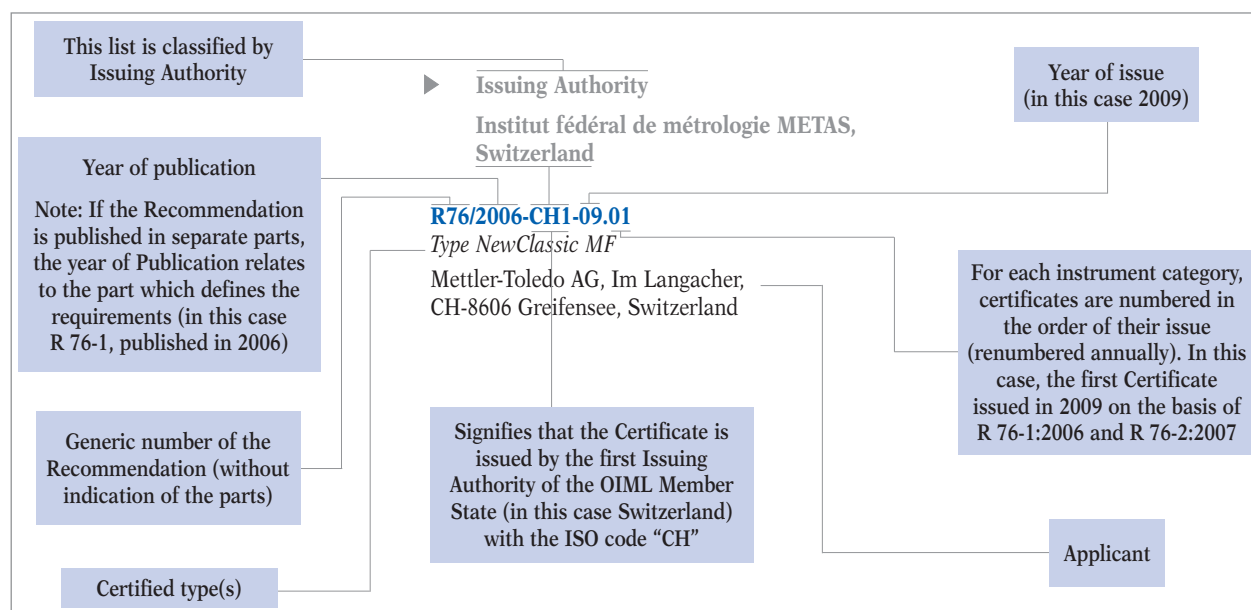 This list is classified by
Issuing Authority
▶ Issuing Authority
Institut fédéral de métrologie METAS,
Switzerland
Year of issue
(in this case 2009)
Year of publication
Note: If the Recommendation
is published in separate parts,
the year of Publication relates
to the part which defines the
requirements (in this case
R 76-1, published in 2006)
R76/2006-CH1-09.01
Type NewClassic MF
Mettler-Toledo AG, Im Langacher,
CH-8606 Greifensee, Switzerland
For each instrument category,
certificates are numbered in
the order of their issue
(renumbered annually). In this
case, the first Certificate
issued in 2009 on the basis of
R 76-1:2006 and R 76-2:2007
Generic number of the
Recommendation (without
indication of the parts)
Signifies that the Certificate is
issued by the first Issuing
Authority of the OIML Member
State (in this case Switzerland)
with the ISO code “CH”
Applicant
Certified type(s)